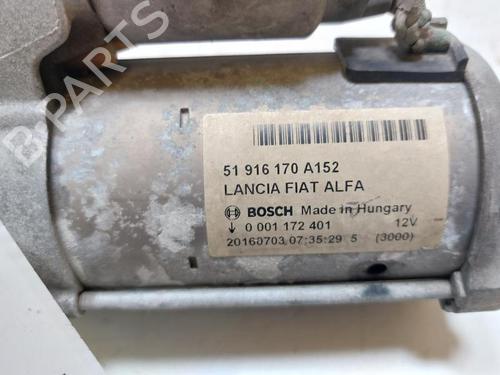 51 916 170 A152
LANCIA FIAT ALFA
BOSCH Made in Hungary
0 001 172 401 12V
20160703 07:35:29 5 (3000)
B-PARTS